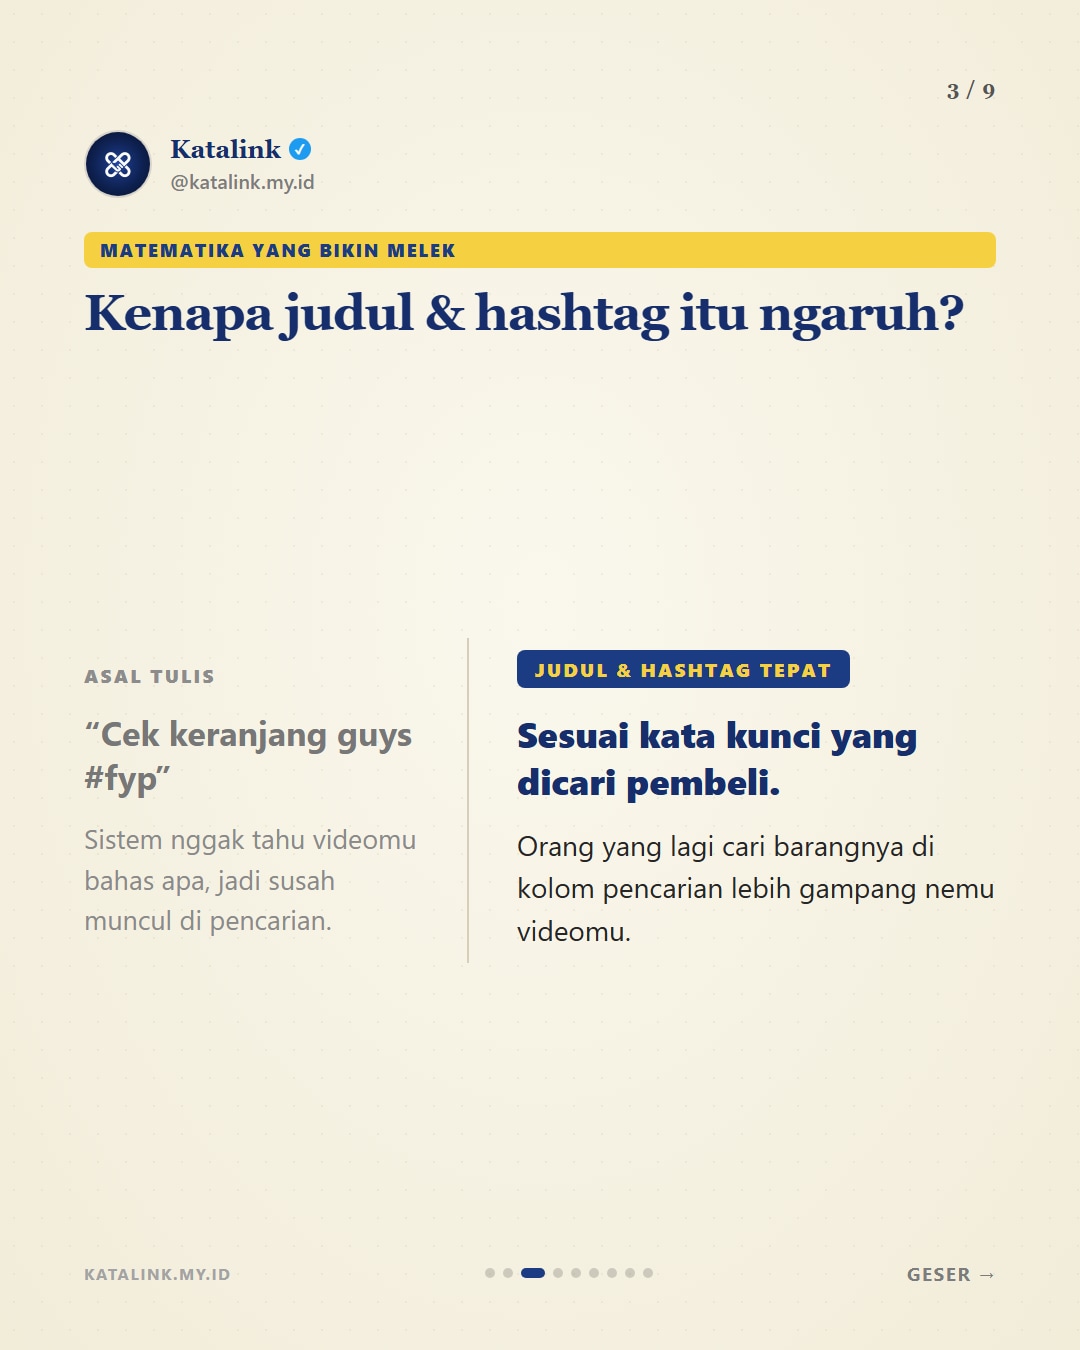 3 / 9
Katalink
@katalink.my.id
MATEMATIKA YANG BIKIN MELEK
Kenapa judul & hashtag itu ngaruh?
ASAL TULIS
“Cek keranjang guys
#fyp”
Sistem nggak tahu videomu
bahas apa, jadi susah
muncul di pencarian.
JUDUL & HASHTAG TEPAT
Sesuai kata kunci yang
dicari pembeli.
Orang yang lagi cari barangnya di
kolom pencarian lebih gampang nemu
videomu.
KATALINK.MY.ID
GESER →